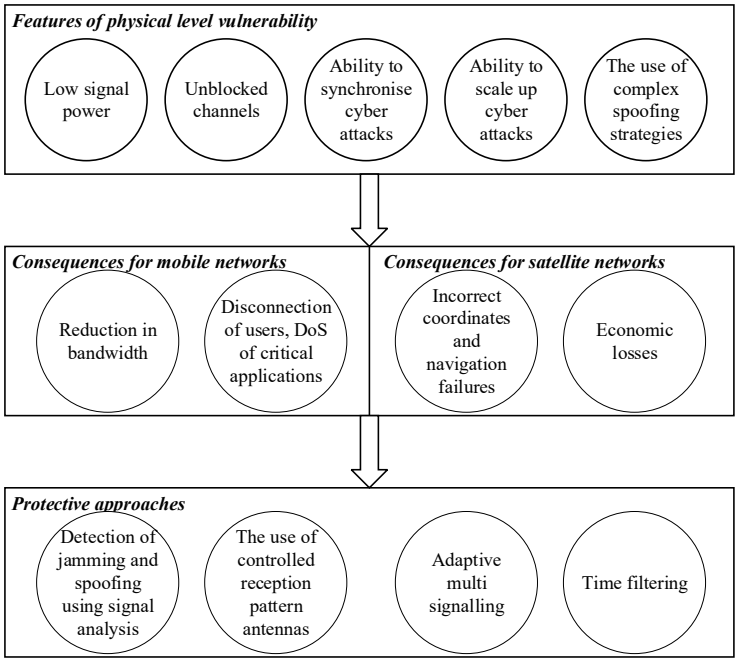 Features of physical level vulnerability
Low signal
power
Unblocked
channels
Ability to
synchronise
cyber
attacks
Ability to
scale up
cyber
attacks
The use of
complex
spoofing
strategies
Consequences for mobile networks
Reduction in
bandwidth
Disconnection
of users, DoS
of critical
applications
Consequences for satellite networks
Incorrect
coordinates
and
navigation
failures
Economic
losses
Protective approaches
Detection of
jamming and
spoofing
using signal
analysis
The use of
controlled
reception
pattern
antennas
Adaptive
multi
signalling
Time filtering